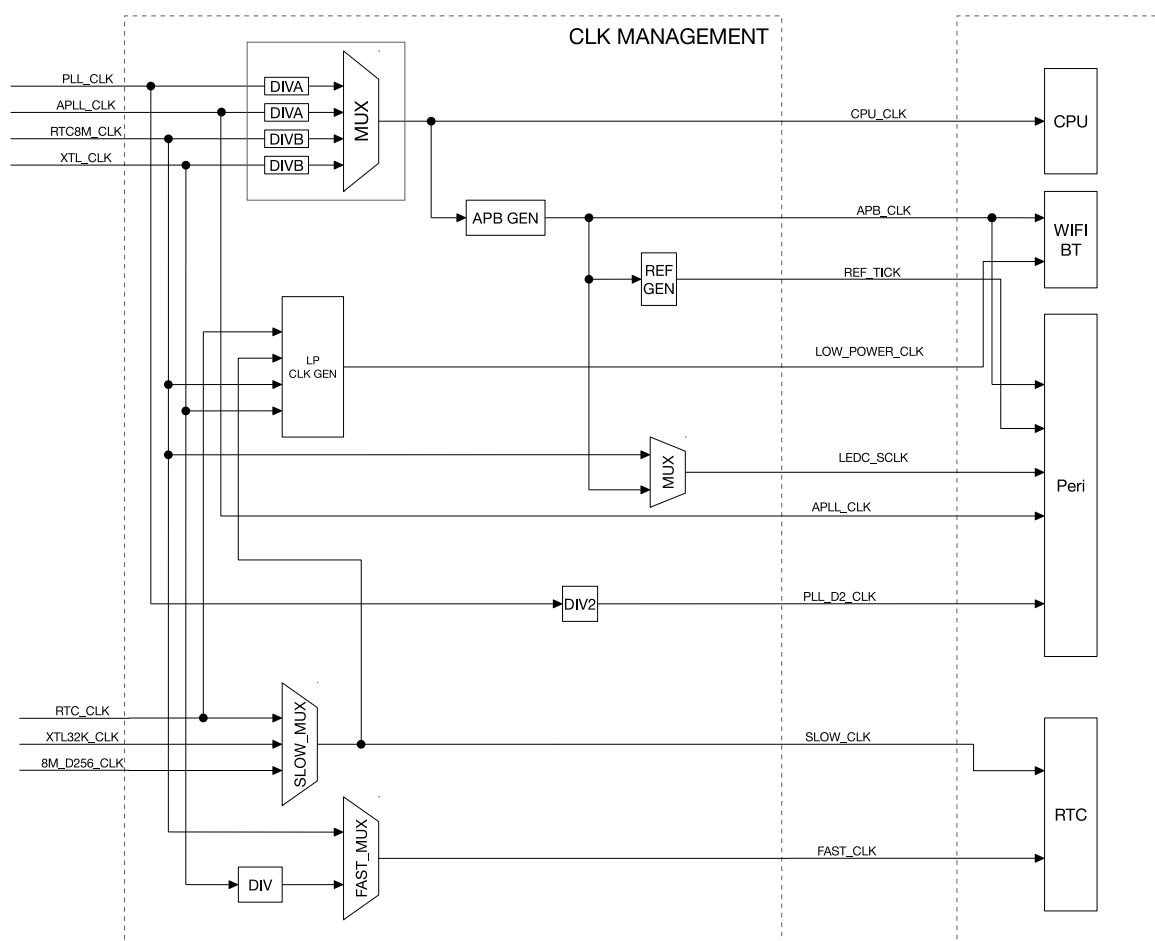 CLK MANAGEMENT
PLL_CLK
DIVA
APLL_CLK
DIVA
RTC8M_CLK
DIVB
XTL_CLK
DIVB
MUX
CPU_CLK
CPU
APB GEN
APB_CLK
WIFI
BT
REF
GEN
REF_TICK
LP
CLK GEN
LOW_POWER_CLK
MUX
LEDC_SCLK
Peri
APLL_CLK
DIV2
PLL_D2_CLK
RTC_CLK
XTL32K_CLK
8M_D256_CLK
SLOW_MUX
SLOW_CLK
RTC
FAST_MUX
FAST_CLK
DIV